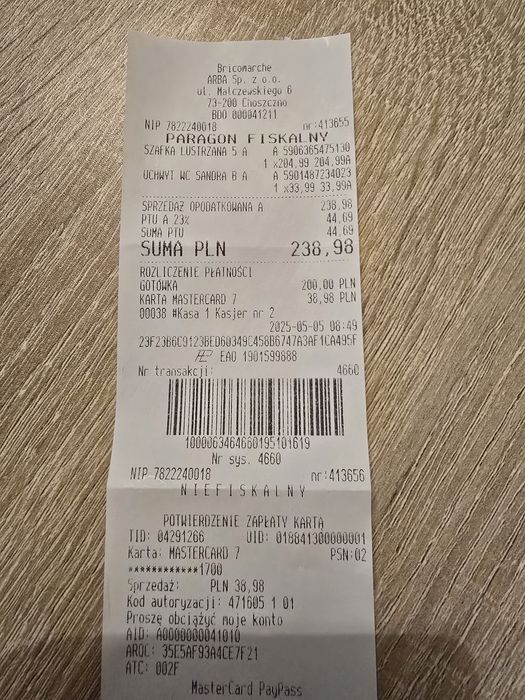 Bricomarche
ARBA Sp. z o.o.
ul. Malczewskiego 6
73-200 Choszczno
BDO 000041211
NIP 7822240018 nr:413655
PARAGON FISKALNY
SZAFKA LUSTRZANA 5 A A 5906365475130
1 x204,99 204,99A
UCHWYT WC SANDRA B A A 5901487234023
1 x33,99 33,99A
SPRZEDAŻ OPODATKOWANA A 238,98
PTU A 23% 44,69
SUMA PTU 44,69
SUMA PLN 238,98
ROZLICZENIE PŁATNOŚCI
GOTÓWKA 200,00 PLN
KARTA MASTERCARD 7 38,98 PLN
00038 #Kasa 1 Kasjer nr 2
2025-05-05 08:49
23F23B6C9123BED60349C458B6747A3AF1CA495F
EAO 1901599888
Nr transakcji: 4660
1000063464660195101619
Nr sys. 4660
NIP 7822240018 nr:413656
NIEFISKALNY
POTWIERDZENIE ZAPŁATY KARTĄ
TID: 04291266 UID: 018841300000001
Karta: MASTERCARD 7 PSN:02
************1700
Sprzedaż: PLN 38,98
Kod autoryzacji: 471605 1 01
Proszę obciążyć moje konto
AID: A0000000041010
ARQC: 35E5AF93A4CE7F21
ATC: 002F
MasterCard PayPass